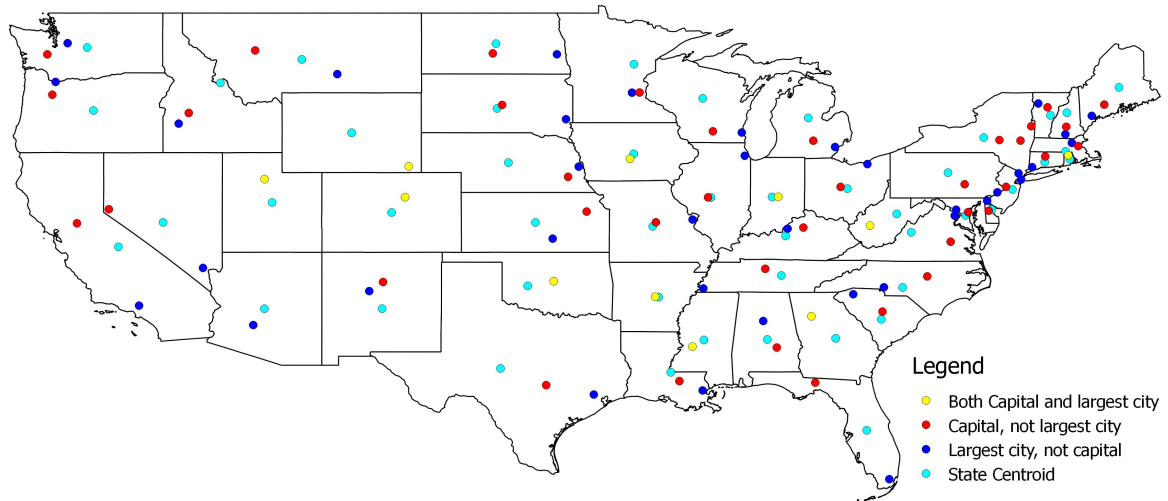 Legend
Both Capital and largest city
Capital, not largest city
Largest city, not capital
State Centroid